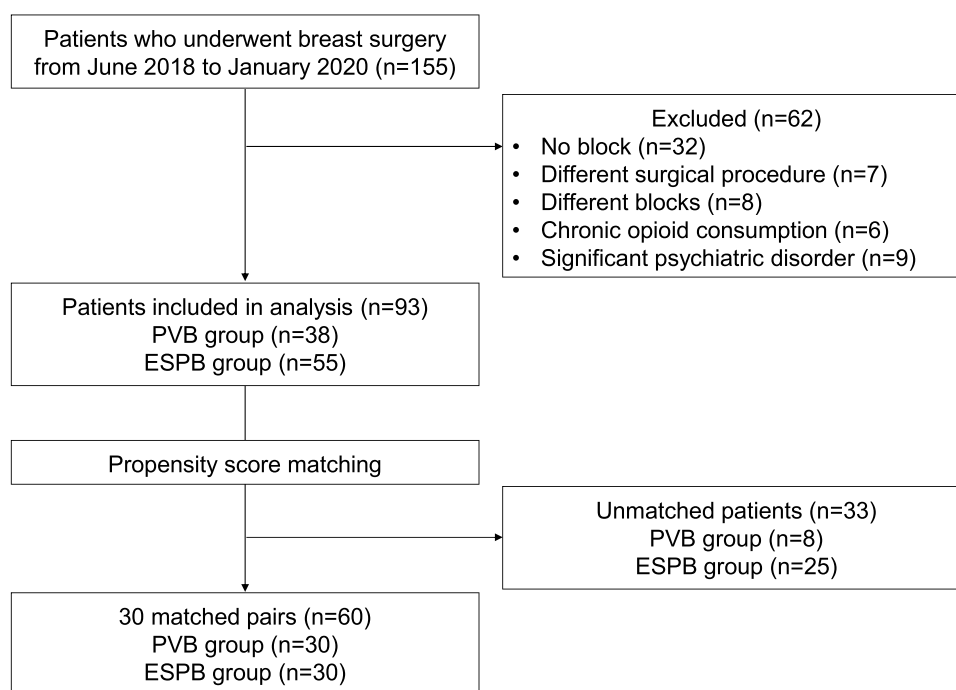 Patients who underwent breast surgery
from June 2018 to January 2020 (n=155)
Excluded (n=62)
• No block (n=32)
• Different surgical procedure (n=7)
• Different blocks (n=8)
• Chronic opioid consumption (n=6)
• Significant psychiatric disorder (n=9)
Patients included in analysis (n=93)
PVB group (n=38)
ESPB group (n=55)
Propensity score matching
Unmatched patients (n=33)
PVB group (n=8)
ESPB group (n=25)
30 matched pairs (n=60)
PVB group (n=30)
ESPB group (n=30)